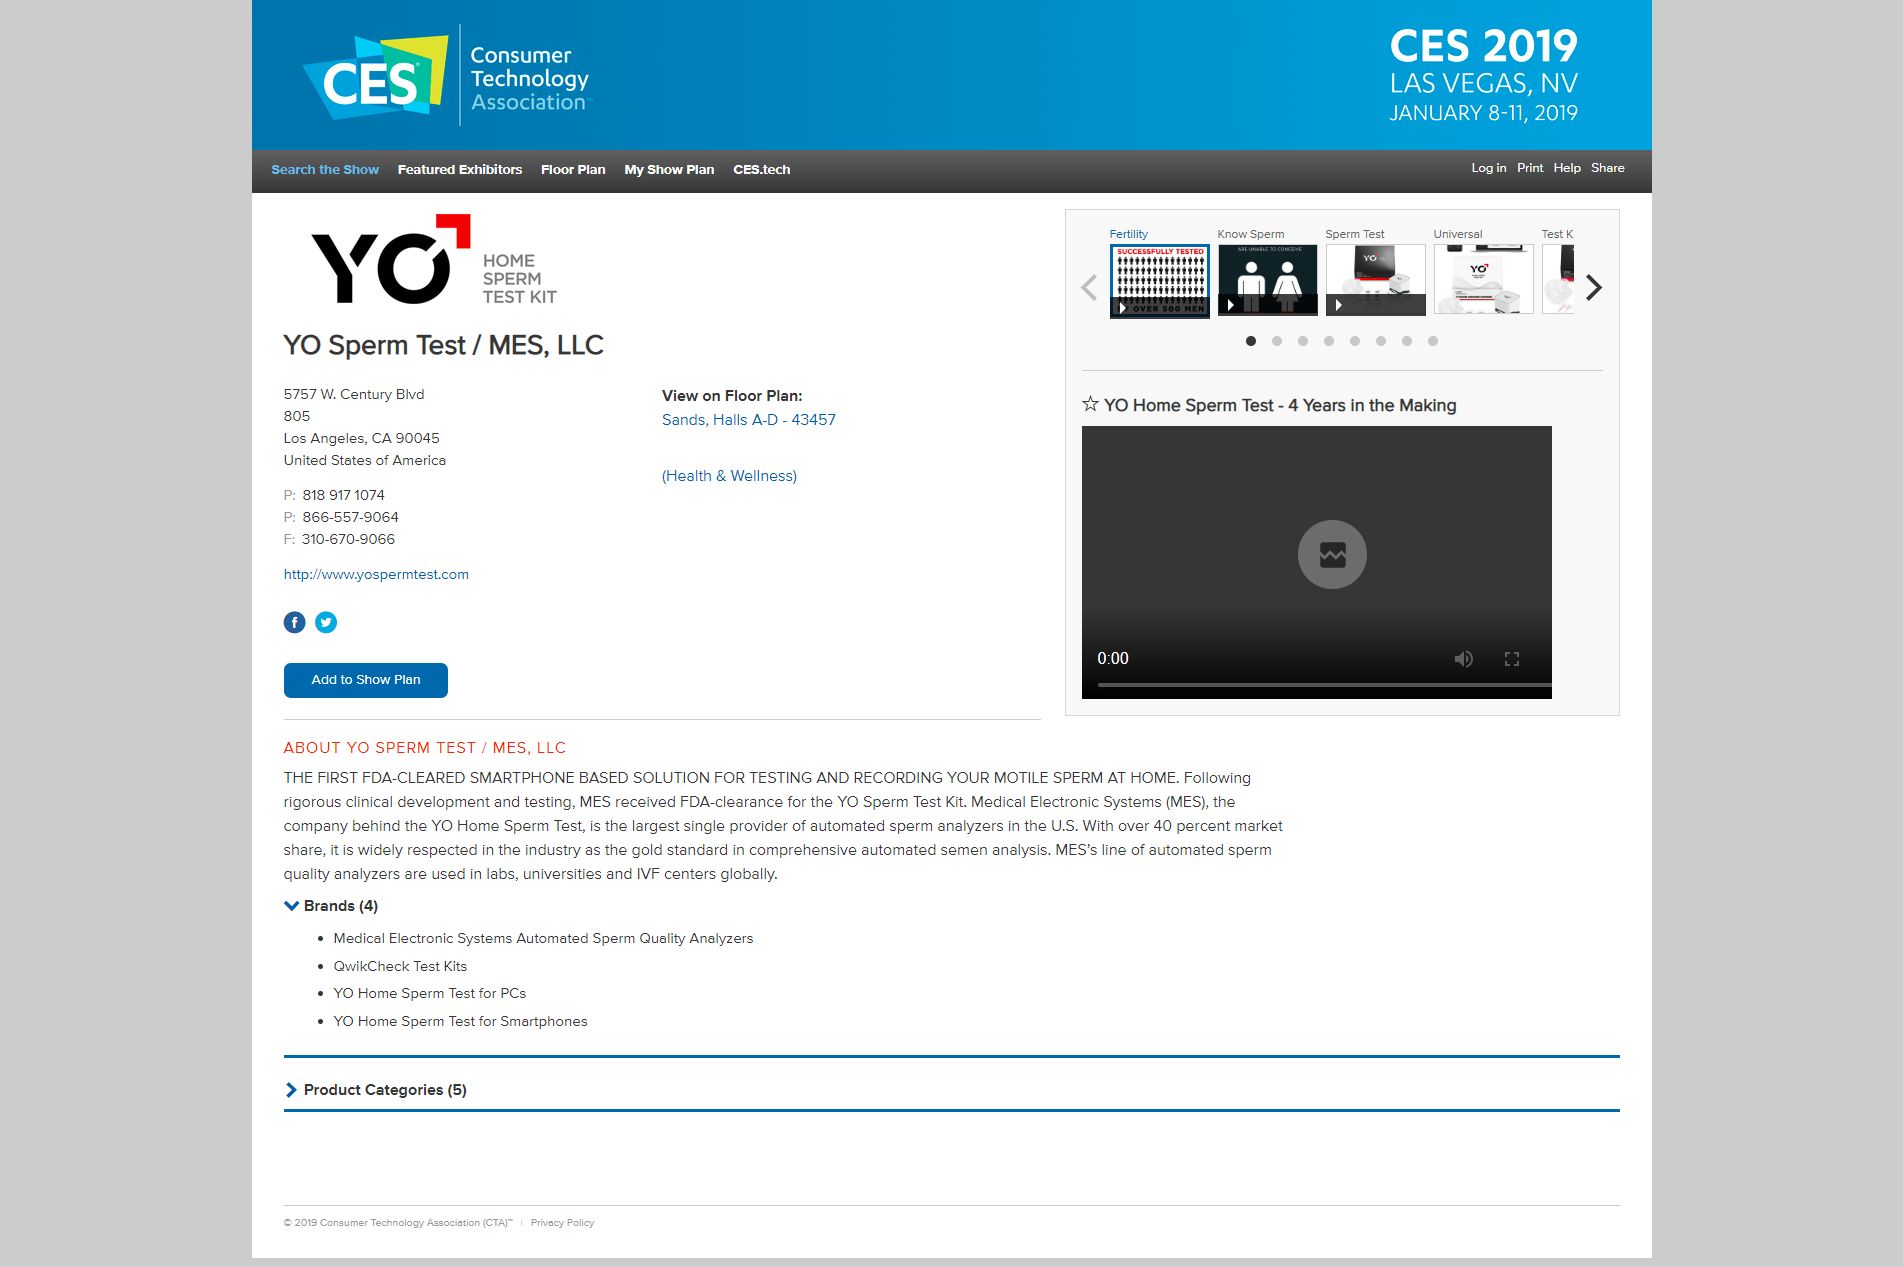 CES
Consumer
Technology
Association
CES 2019
LAS VEGAS, NV
JANUARY 8-11, 2019
Search the Show Featured Exhibitors Floor Plan My Show Plan CES.tech
Log in Print Help Share
YO
HOME
SPERM
TEST KIT
YO Sperm Test / MES, LLC
5757 W. Century Blvd
805
Los Angeles, CA 90045
United States of America
P: 818 917 1074
P: 866-557-9064
F: 310-670-9066
http://www.yospermtest.com
Add to Show Plan
View on Floor Plan:
Sands, Halls A-D - 43457
(Health & Wellness)
Fertility Know Sperm Sperm Test Universal Test K
SUCCESSFULLY TESTED
OVER 500 MEN
ARE UNABLE TO CONCEIVE
YO
YO
YO Home Sperm Test - 4 Years in the Making
0:00
ABOUT YO SPERM TEST / MES, LLC
THE FIRST FDA-CLEARED SMARTPHONE BASED SOLUTION FOR TESTING AND RECORDING YOUR MOTILE SPERM AT HOME. Following
rigorous clinical development and testing, MES received FDA-clearance for the YO Sperm Test Kit. Medical Electronic Systems (MES), the
company behind the YO Home Sperm Test, is the largest single provider of automated sperm analyzers in the U.S. With over 40 percent market
share, it is widely respected in the industry as the gold standard in comprehensive automated semen analysis. MES's line of automated sperm
quality analyzers are used in labs, universities and IVF centers globally.
Brands (4)
• Medical Electronic Systems Automated Sperm Quality Analyzers
• QwikCheck Test Kits
• YO Home Sperm Test for PCs
• YO Home Sperm Test for Smartphones
Product Categories (5)
© 2019 Consumer Technology Association (CTA)™ | Privacy Policy